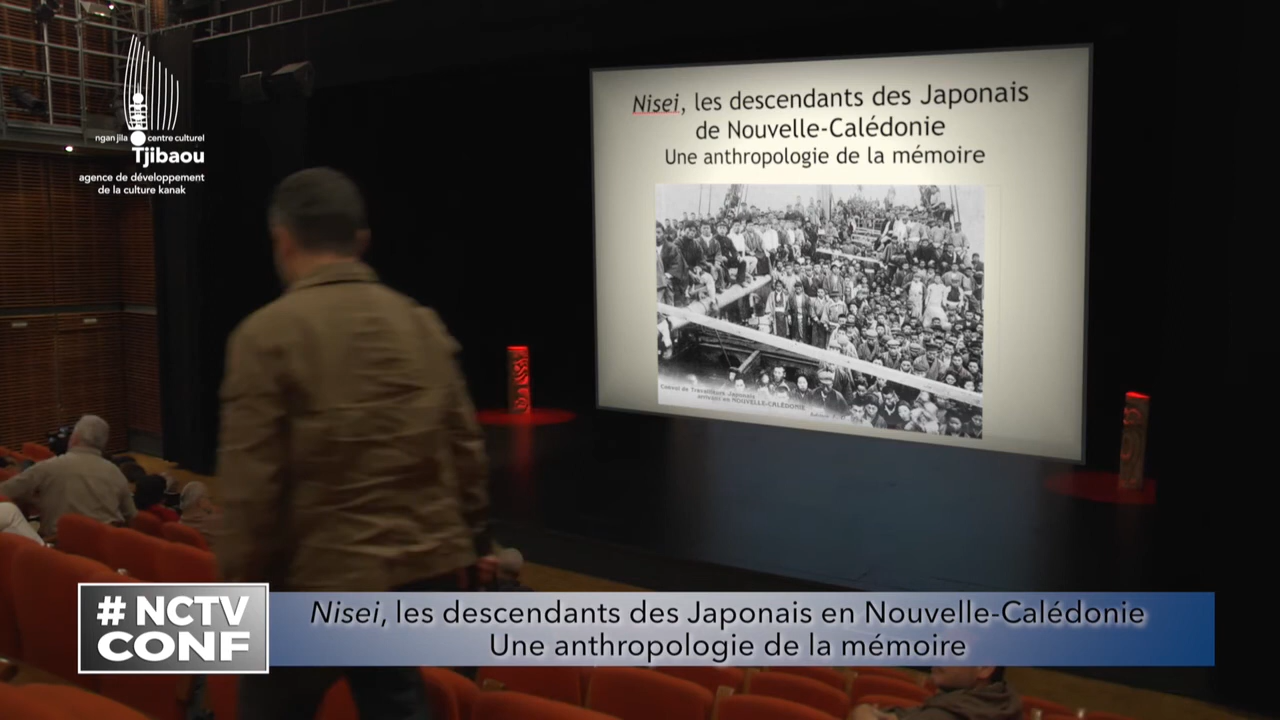 ngan jila centre culturel
Tjibaou
agence de développement
de la culture kanak
Nisei, les descendants des Japonais
de Nouvelle-Calédonie
Une anthropologie de la mémoire
Convoi de Travailleurs Japonais
arrivant en NOUVELLE-CALÉDONIE
# NCTV
CONF
Nisei, les descendants des Japonais en Nouvelle-Calédonie
Une anthropologie de la mémoire